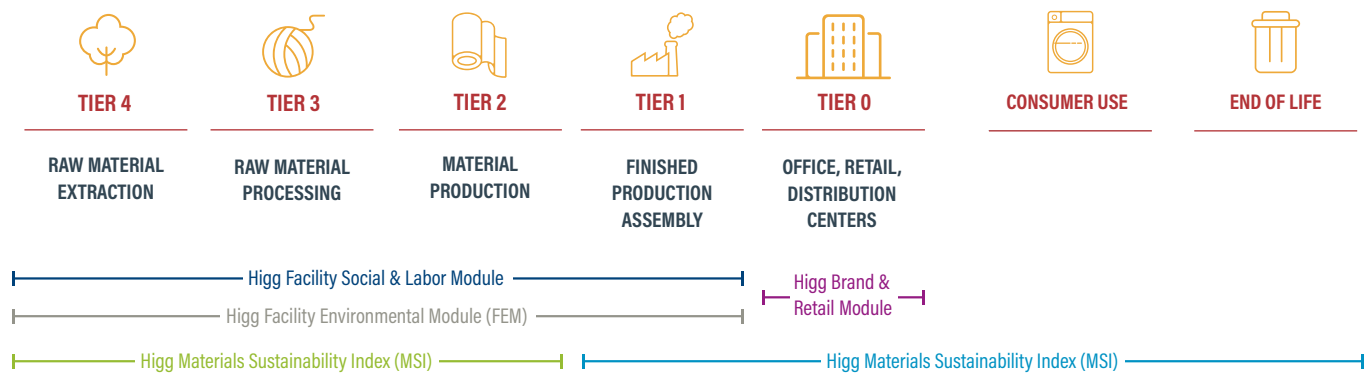 TIER 4
TIER 3
TIER 2
TIER 1
TIER 0
CONSUMER USE
END OF LIFE
RAW MATERIAL
EXTRACTION
RAW MATERIAL
PROCESSING
MATERIAL
PRODUCTION
FINISHED
PRODUCTION
ASSEMBLY
OFFICE, RETAIL,
DISTRIBUTION
CENTERS
Higg Facility Social & Labor Module
Higg Brand &
Retail Module
Higg Facility Environmental Module (FEM)
Higg Materials Sustainability Index (MSI)
Higg Materials Sustainability Index (MSI)